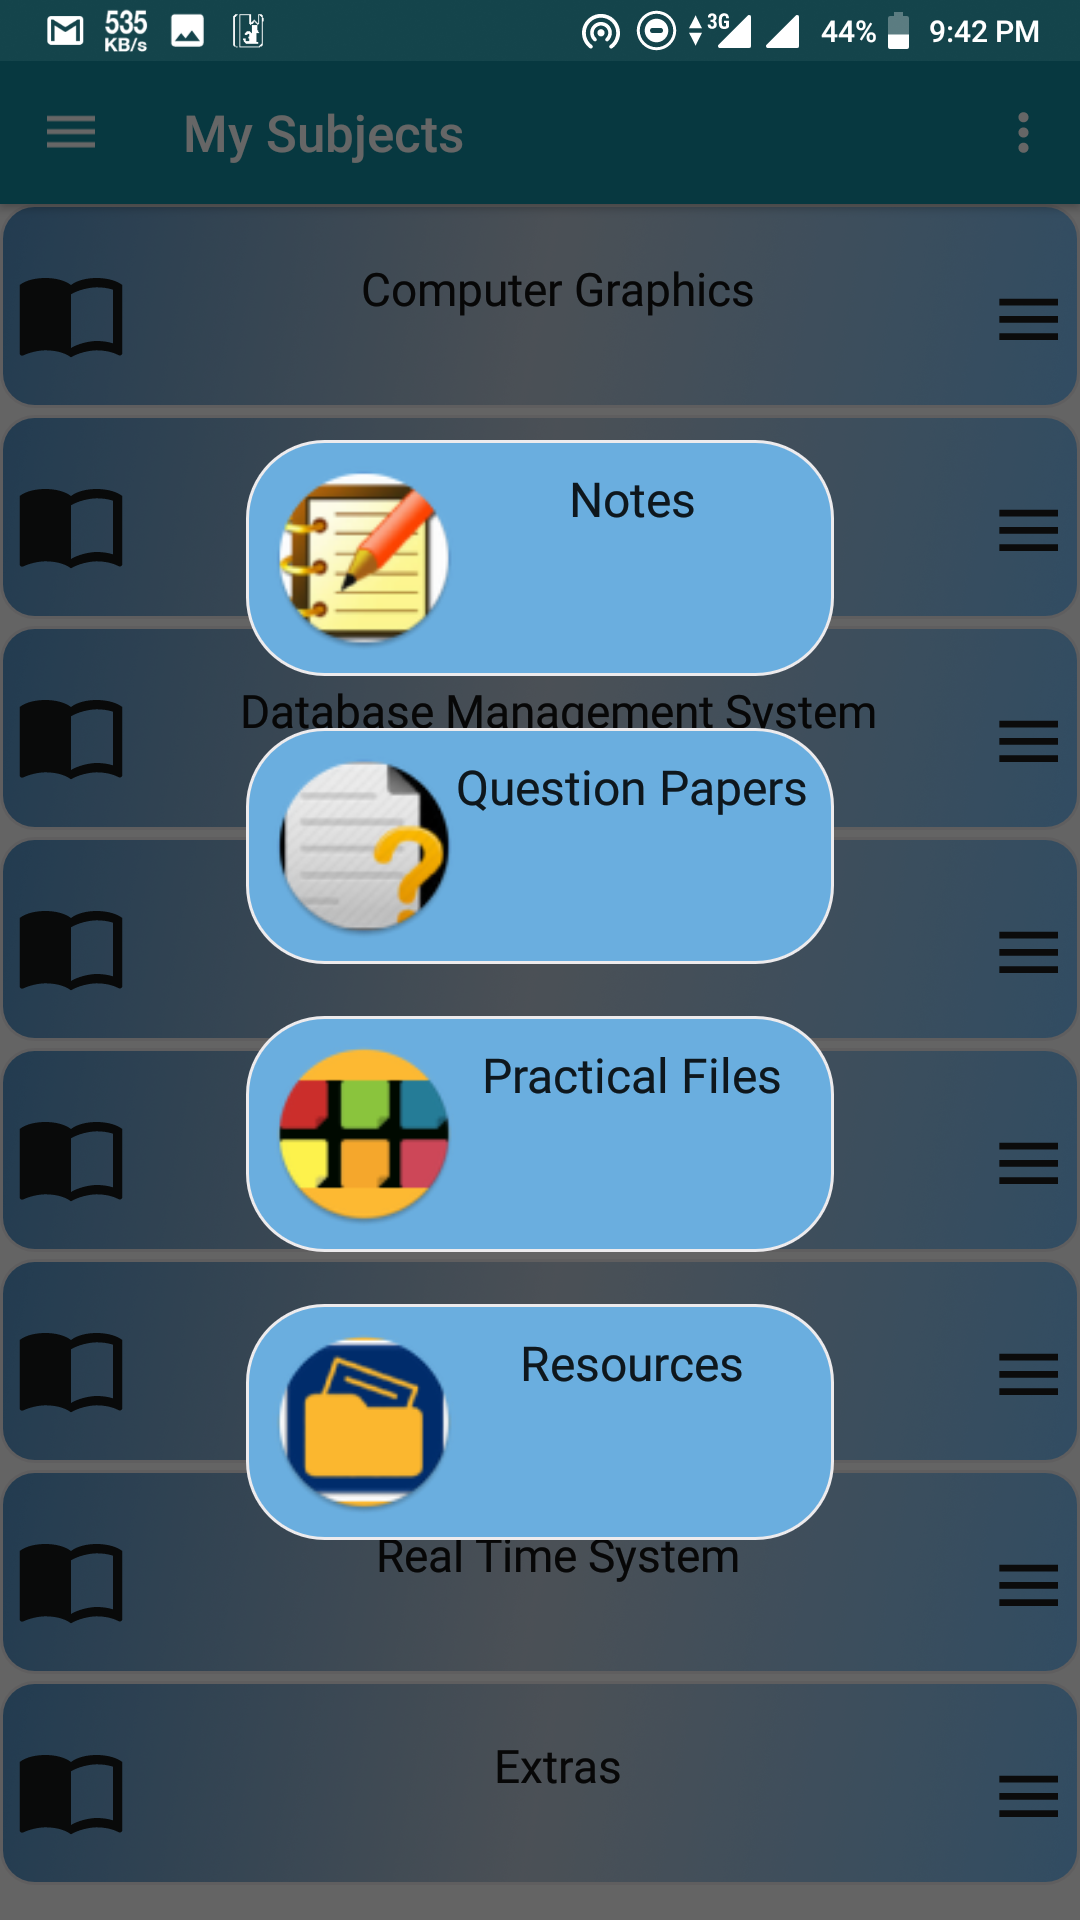 535
KB/s
3G
44%
9:42 PM
My Subjects
Computer Graphics
Notes
Database Management System
Question Papers
Practical Files
Resources
Real Time System
Extras